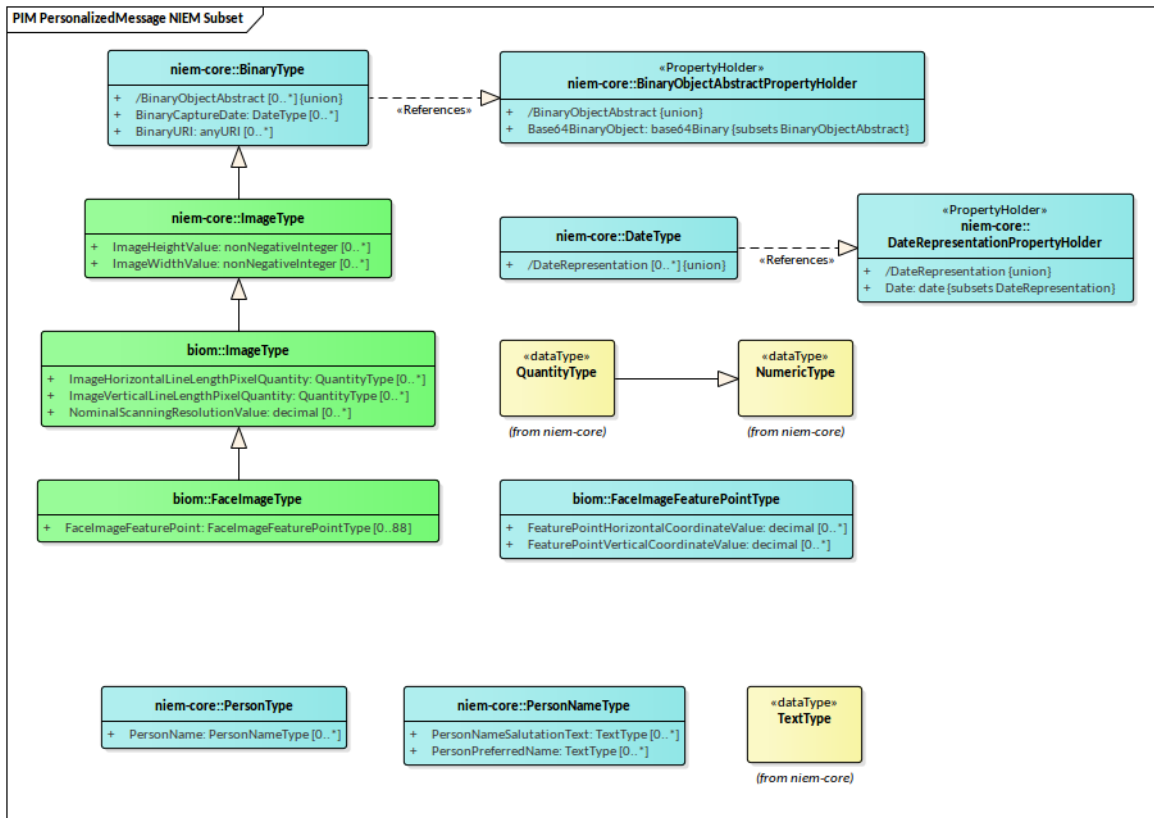 PIM PersonalizedMessage NIEM Subset
niem-core::BinaryType
+ /BinaryObjectAbstract [0..*] {union}
+ BinaryCaptureDate: DateType [0..*]
+ BinaryURI: anyURI [0..*]
«References»
«PropertyHolder»
niem-core::BinaryObjectAbstractPropertyHolder
+ /BinaryObjectAbstract {union}
+ Base64BinaryObject: base64Binary {subsets BinaryObjectAbstract}
niem-core::ImageType
+ ImageHeightValue: nonNegativeInteger [0..*]
+ ImageWidthValue: nonNegativeInteger [0..*]
niem-core::DateType
+ /DateRepresentation [0..*] {union}
«References»
«PropertyHolder»
niem-core::
DateRepresentationPropertyHolder
+ /DateRepresentation {union}
+ Date: date {subsets DateRepresentation}
biom::ImageType
+ ImageHorizontalLineLengthPixelQuantity: QuantityType [0..*]
+ ImageVerticalLineLengthPixelQuantity: QuantityType [0..*]
+ NominalScanningResolutionValue: decimal [0..*]
«dataType»
QuantityType
(from niem-core)
«dataType»
NumericType
(from niem-core)
biom::FaceImageType
+ FaceImageFeaturePoint: FaceImageFeaturePointType [0..88]
biom::FaceImageFeaturePointType
+ FeaturePointHorizontalCoordinateValue: decimal [0..*]
+ FeaturePointVerticalCoordinateValue: decimal [0..*]
niem-core::PersonType
+ PersonName: PersonNameType [0..*]
niem-core::PersonNameType
+ PersonNameSalutationText: TextType [0..*]
+ PersonPreferredName: TextType [0..*]
«dataType»
TextType
(from niem-core)